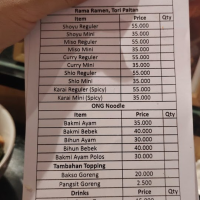 Rama Ramen, Tori Paitan
Item Price Qty
Shoyu Reguler 55.000
Shoyu Mini 35.000
Miso Reguler 55.000
Miso Mini 35.000
Curry Reguler 55.000
Curry Mini 35.000
Shio Reguler 55.000
Shio Mini 35.000
Karai Reguler (Spicy) 55.000
Karai Mini (Spicy) 35.000
ONG Noodle
Item Price Qty
Bakmi Ayam 35.000
Bakmi Bebek 40.000
Bihun Ayam 30.000
Bihun Bebek 40.000
Bakmi Ayam Polos 30.000
Tambahan Topping
Bakso Goreng 20.000
Pangsit Goreng 2.500
Drinks Price Qty